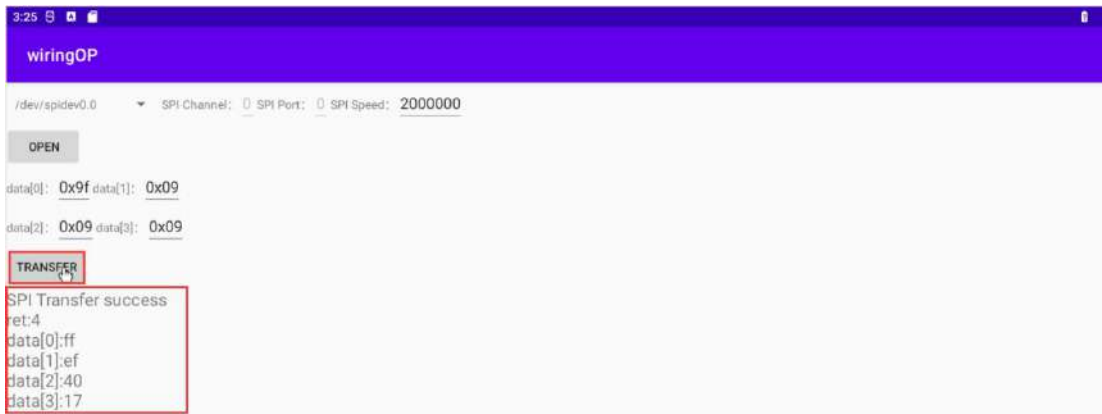 3:25
wiringOP
/dev/spidev0.0 SPI Channel: 0 SPI Port: 0 SPI Speed: 2000000
OPEN
data[0]: 0x9f data[1]: 0x09
data[2]: 0x09 data[3]: 0x09
TRANSFER
SPI Transfer success
ret:4
data[0]:ff
data[1]:ef
data[2]:40
data[3]:17